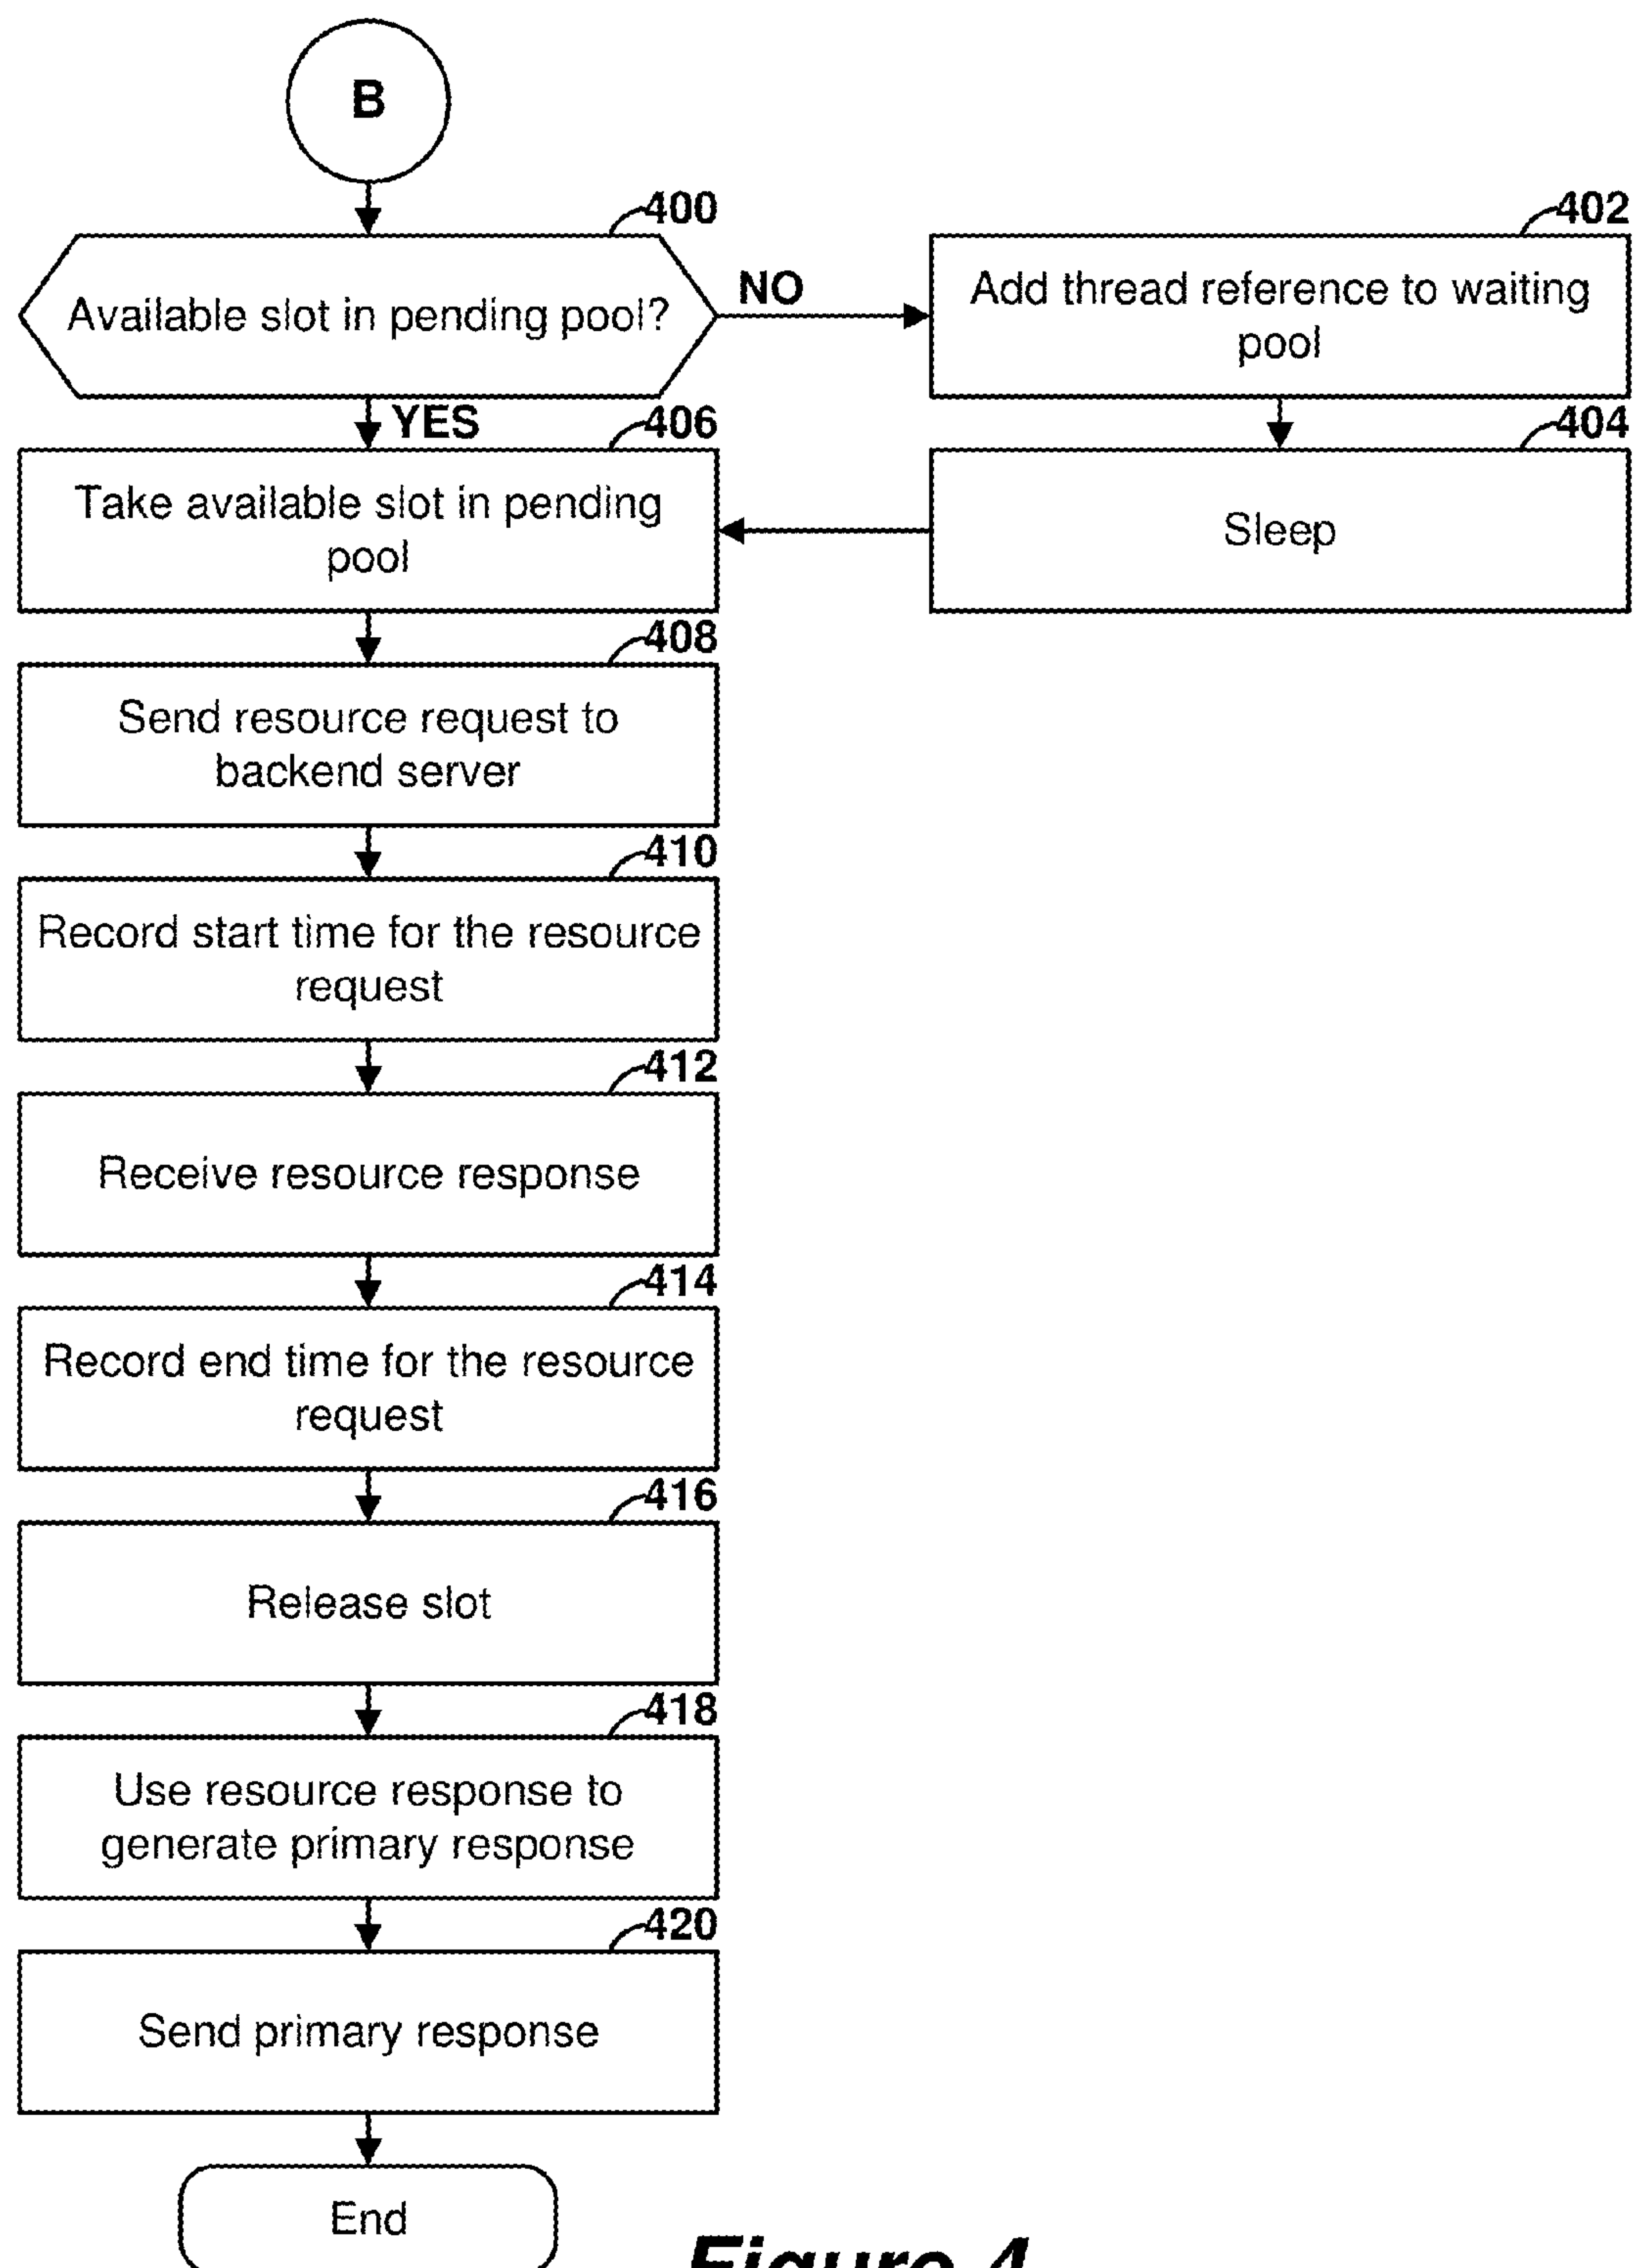 B
400
Available slot in pending pool?
NO
402
Add thread reference to waiting
pool
YES
406
Take available slot in pending
pool
404
Sleep
408
Send resource request to
backend server
410
Record start time for the resource
request
412
Receive resource response
414
Record end time for the resource
request
416
Release slot
418
Use resource response to
generate primary response
420
Send primary response
End
Figure 4